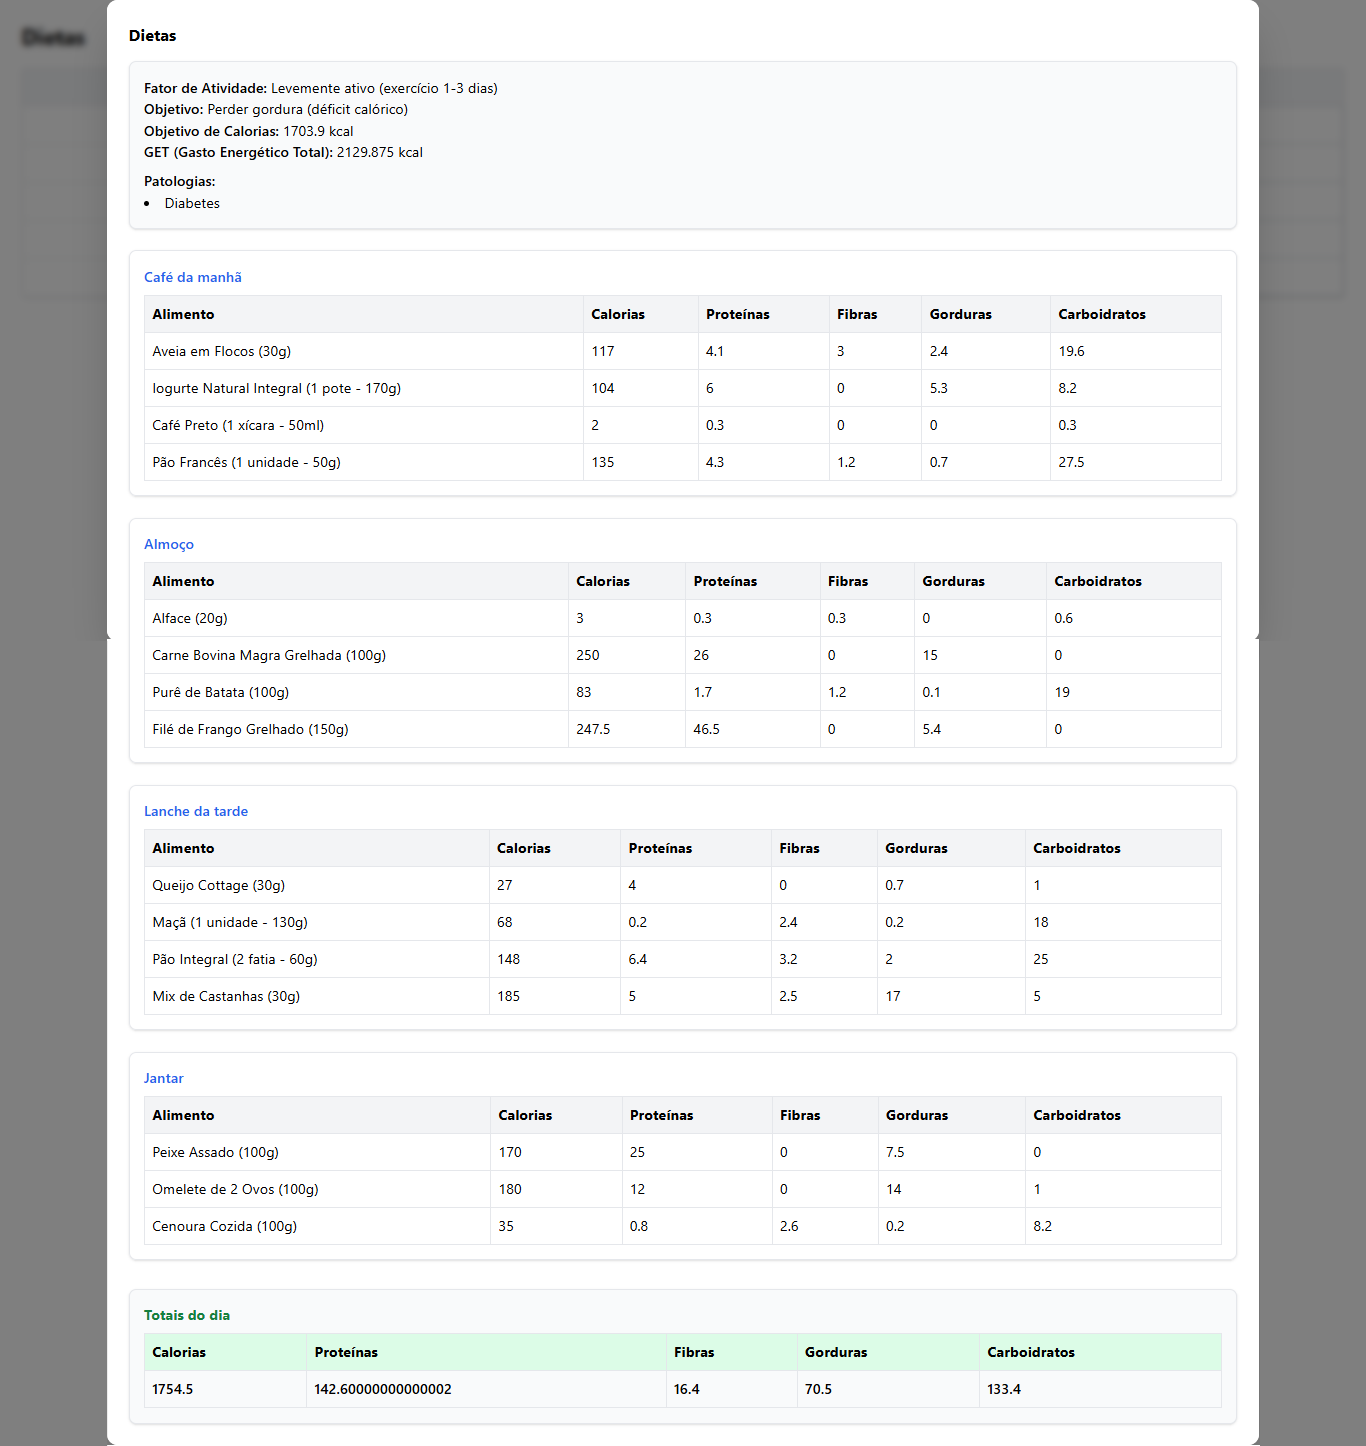 Dietas
Dietas
Fator de Atividade: Levemente ativo (exercício 1-3 dias)
Objetivo: Perder gordura (déficit calórico)
Objetivo de Calorias: 1703.9 kcal
GET (Gasto Energético Total): 2129.875 kcal
Patologias:
• Diabetes
Café da manhã
Alimento Calorias Proteínas Fibras Gorduras Carboidratos
Aveia em Flocos (30g) 117 4.1 3 2.4 19.6
Iogurte Natural Integral (1 pote - 170g) 104 6 0 5.3 8.2
Café Preto (1 xícara - 50ml) 2 0.3 0 0 0.3
Pão Francês (1 unidade - 50g) 135 4.3 1.2 0.7 27.5
Almoço
Alimento Calorias Proteínas Fibras Gorduras Carboidratos
Alface (20g) 3 0.3 0.3 0 0.6
Carne Bovina Magra Grelhada (100g) 250 26 0 15 0
Purê de Batata (100g) 83 1.7 1.2 0.1 19
Filé de Frango Grelhado (150g) 247.5 46.5 0 5.4 0
Lanche da tarde
Alimento Calorias Proteínas Fibras Gorduras Carboidratos
Queijo Cottage (30g) 27 4 0 0.7 1
Maçã (1 unidade - 130g) 68 0.2 2.4 0.2 18
Pão Integral (2 fatia - 60g) 148 6.4 3.2 2 25
Mix de Castanhas (30g) 185 5 2.5 17 5
Jantar
Alimento Calorias Proteínas Fibras Gorduras Carboidratos
Peixe Assado (100g) 170 25 0 7.5 0
Omelete de 2 Ovos (100g) 180 12 0 14 1
Cenoura Cozida (100g) 35 0.8 2.6 0.2 8.2
Totais do dia
Calorias Proteínas Fibras Gorduras Carboidratos
1754.5 142.60000000000002 16.4 70.5 133.4